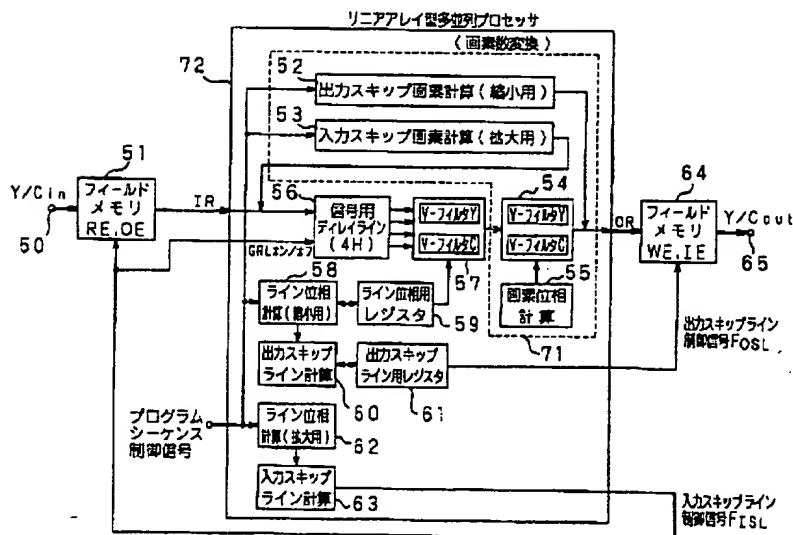 リニアアレイ型多並列プロセッサ
(画素数変換)
72
52
出力スキップ画素計算(縮小用)
53
入力スキップ画素計算(拡大用)
51
Y/Cin
フィールド
メモリ
RE,OE
50
IR
56
信号用
ディレイライン
(4H)
GRLオン/オフ
V-フィルタY
V-フィルタC
57
54
V-フィルタY
V-フィルタC
55
画素位相
計算
71
OR
64
フィールド
メモリ
WE,IE
Y/Cout
65
58
ライン位相
計算(縮小用)
ライン位相用
レジスタ
59
出力スキップ
ライン計算
60
出力スキップ
ライン用レジスタ
61
出力スキップライン
制御信号FOSL
プログラム
シーケンス
制御信号
ライン位相
計算(拡大用)
62
入力スキップ
ライン計算
63
入力スキップライン
制御信号FISL